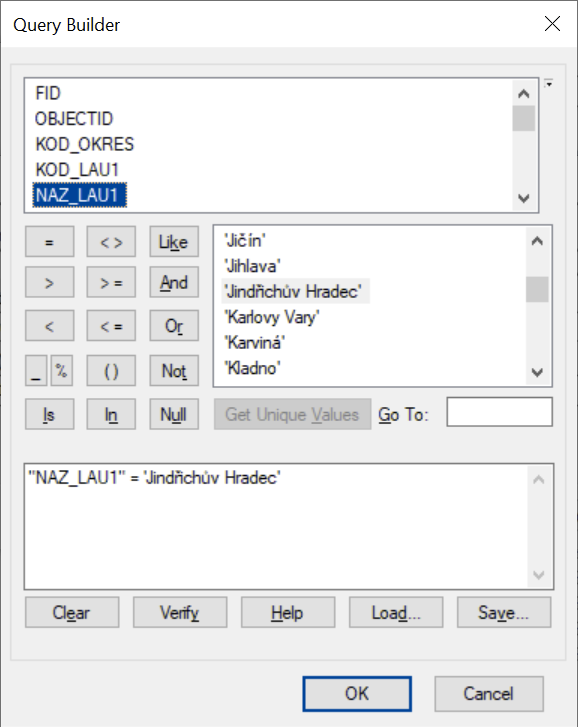 Query Builder
FID
OBJECTID
KOD_OKRES
KOD_LAU1
NAZ_LAU1
= < > Like
> > = And
< < = Or
_ % ( ) Not
Is In Null
'Jičín'
'Jihlava'
'Jindřichův Hradec'
'Karlovy Vary'
'Karviná'
'Kladno'
Get Unique Values Go To:
"NAZ_LAU1" = 'Jindřichův Hradec'
Clear Verify Help Load... Save...
OK Cancel